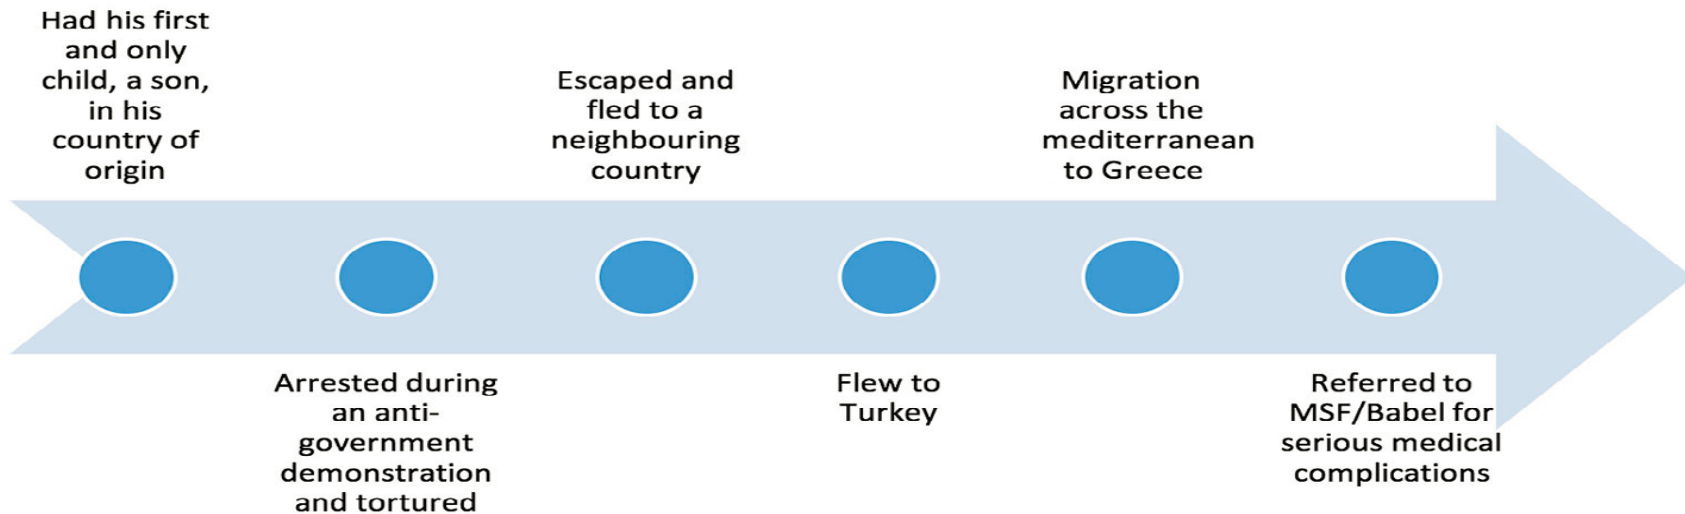 Had his first
and only
child, a son,
in his
country of
origin
Arrested during
an anti-
government
demonstration
and tortured
Escaped and
fled to a
neighbouring
country
Flew to
Turkey
Migration
across the
mediterranean
to Greece
Referred to
MSF/Babel for
serious medical
complications